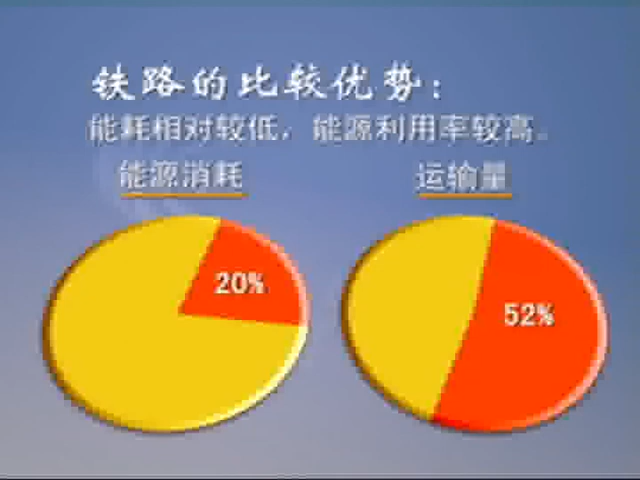 铁路的比较优势：
能耗相对较低，能源利用率较高。
能源消耗 运输量
20%
52%